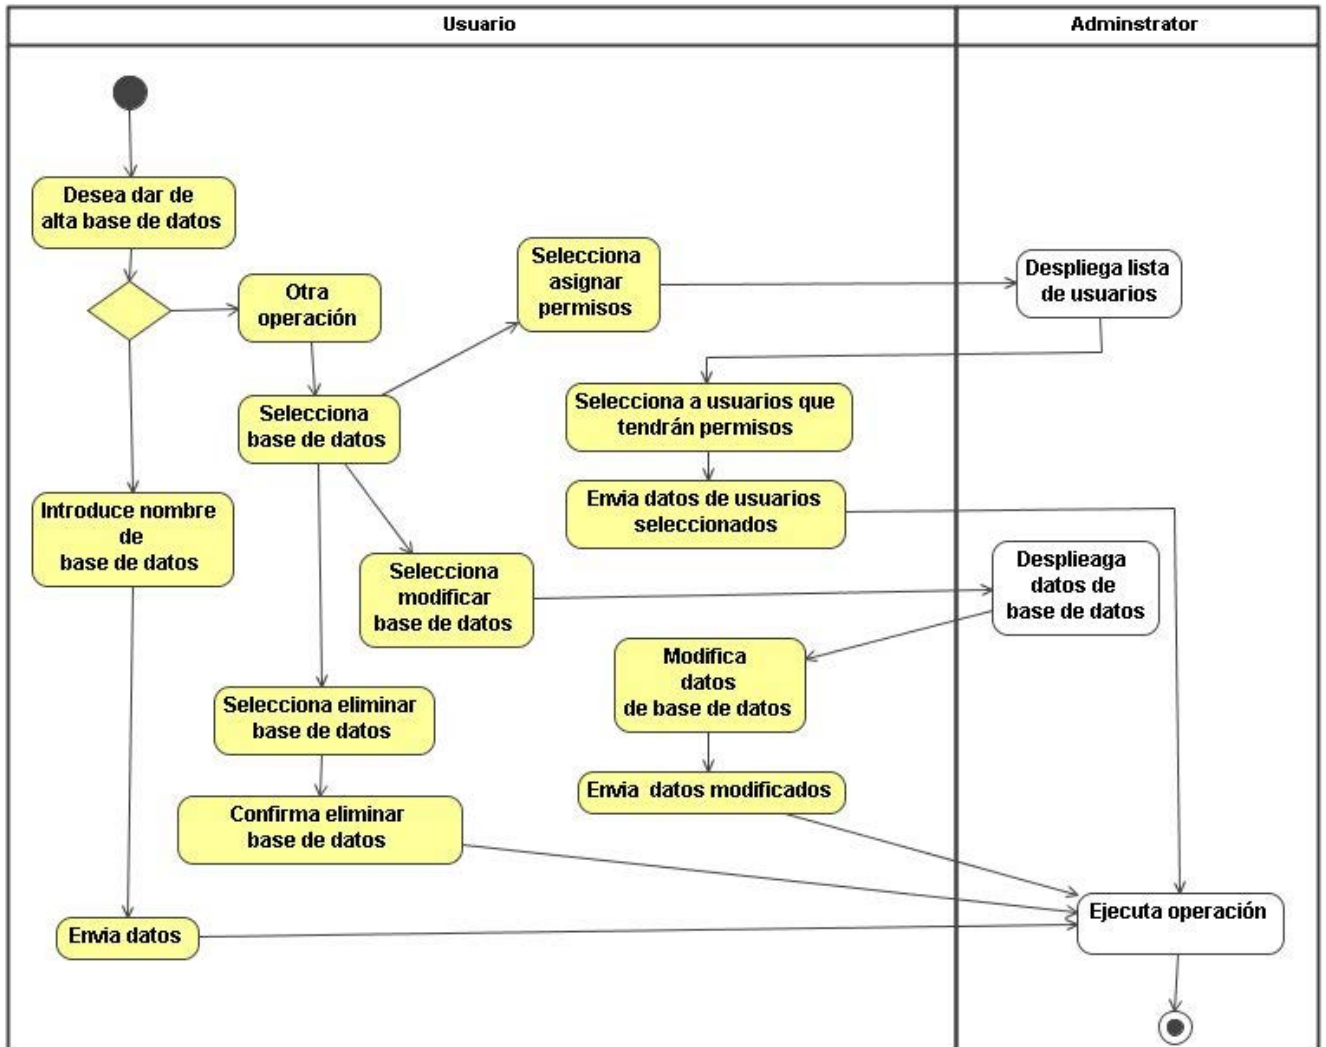 Usuario
Adminstrator
Desea dar de
alta base de datos
Otra
operación
Selecciona
asignar
permisos
Despliega lista
de usuarios
Selecciona
base de datos
Selecciona a usuarios que
tendrán permisos
Envia datos de usuarios
seleccionados
Introduce nombre
de
base de datos
Selecciona
modificar
base de datos
Desplieaga
datos de
base de datos
Modifica
datos
de base de datos
Selecciona eliminar
base de datos
Envia datos modificados
Confirma eliminar
base de datos
Envia datos
Ejecuta operación